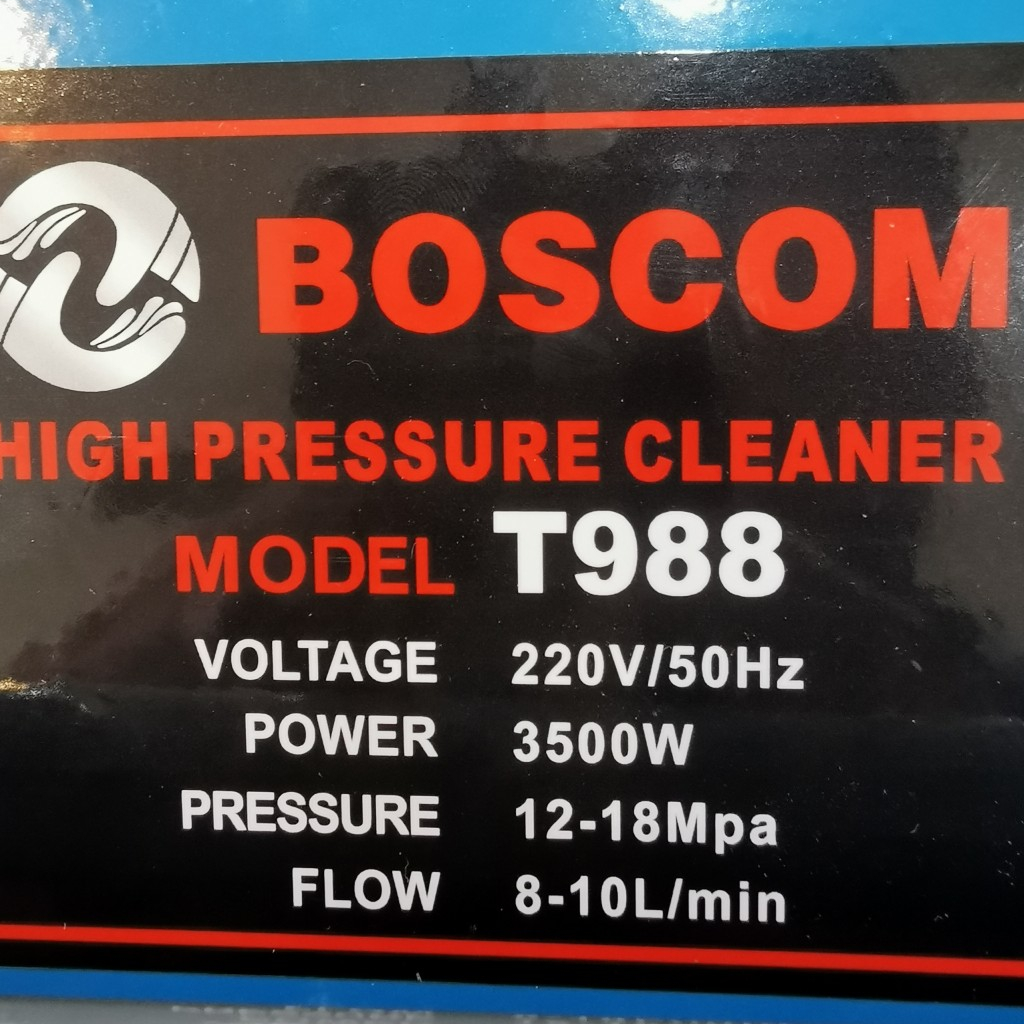 BOSCOM
HIGH PRESSURE CLEANER
MODEL T988
VOLTAGE 220V/50Hz
POWER 3500W
PRESSURE 12-18Mpa
FLOW 8-10L/min